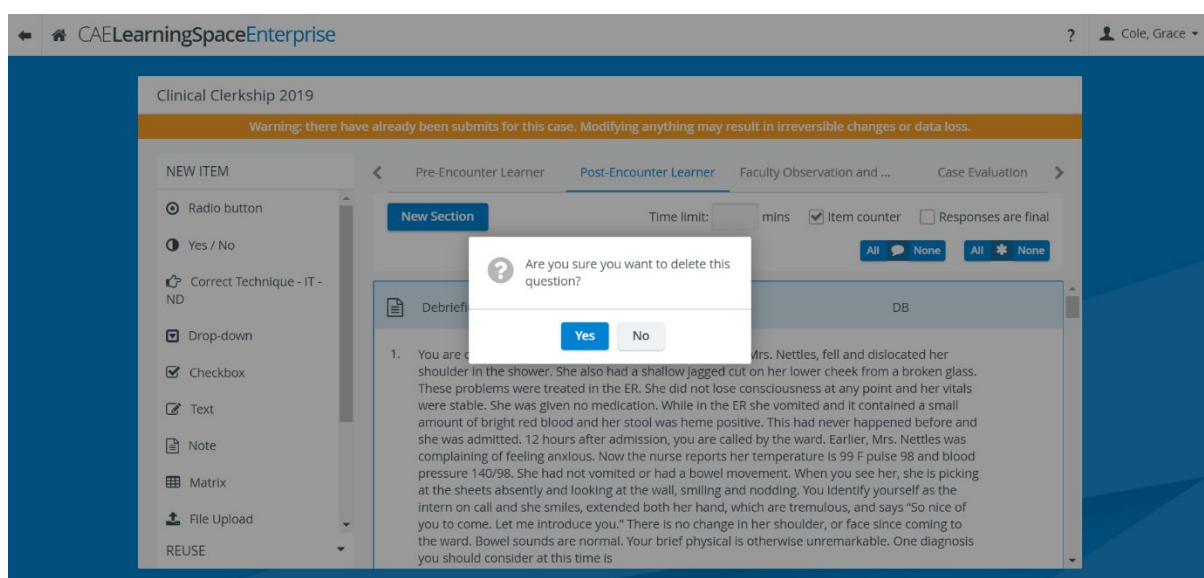 CAELearningSpaceEnterprise
?
Cole, Grace
Clinical Clerkship 2019
Warning: there have already been submits for this case. Modifying anything may result in irreversible changes or data loss.
NEW ITEM
Radio button
Yes / No
Correct Technique - IT -
ND
Drop-down
Checkbox
Text
Note
Matrix
File Upload
REUSE
Pre-Encounter Learner
Post-Encounter Learner
Faculty Observation and ...
Case Evaluation
New Section
Time limit:
mins
Item counter
Responses are final
All None
All None
Are you sure you want to delete this
question?
Yes
No
DB
1. You are Mrs. Nettles, fell and dislocated her
shoulder in the shower. She also had a shallow jagged cut on her lower cheek from a broken glass.
These problems were treated in the ER. She did not lose consciousness at any point and her vitals
were stable. She was given no medication. While in the ER she vomited and it contained a small
amount of bright red blood and her stool was heme positive. This had never happened before and
she was admitted. 12 hours after admission, you are called by the ward. Earlier, Mrs. Nettles was
complaining of feeling anxious. Now the nurse reports her temperature is 99 F pulse 98 and blood
pressure 140/98. She had not vomited or had a bowel movement. When you see her, she is picking
at the sheets absently and looking at the wall, smiling and nodding. You identify yourself as the
intern on call and she smiles, extended both her hand, which are tremulous, and says “So nice of
you to come. Let me introduce you.” There is no change in her shoulder, or face since coming to
the ward. Bowel sounds are normal. Your brief physical is otherwise unremarkable. One diagnosis
you should consider at this time is